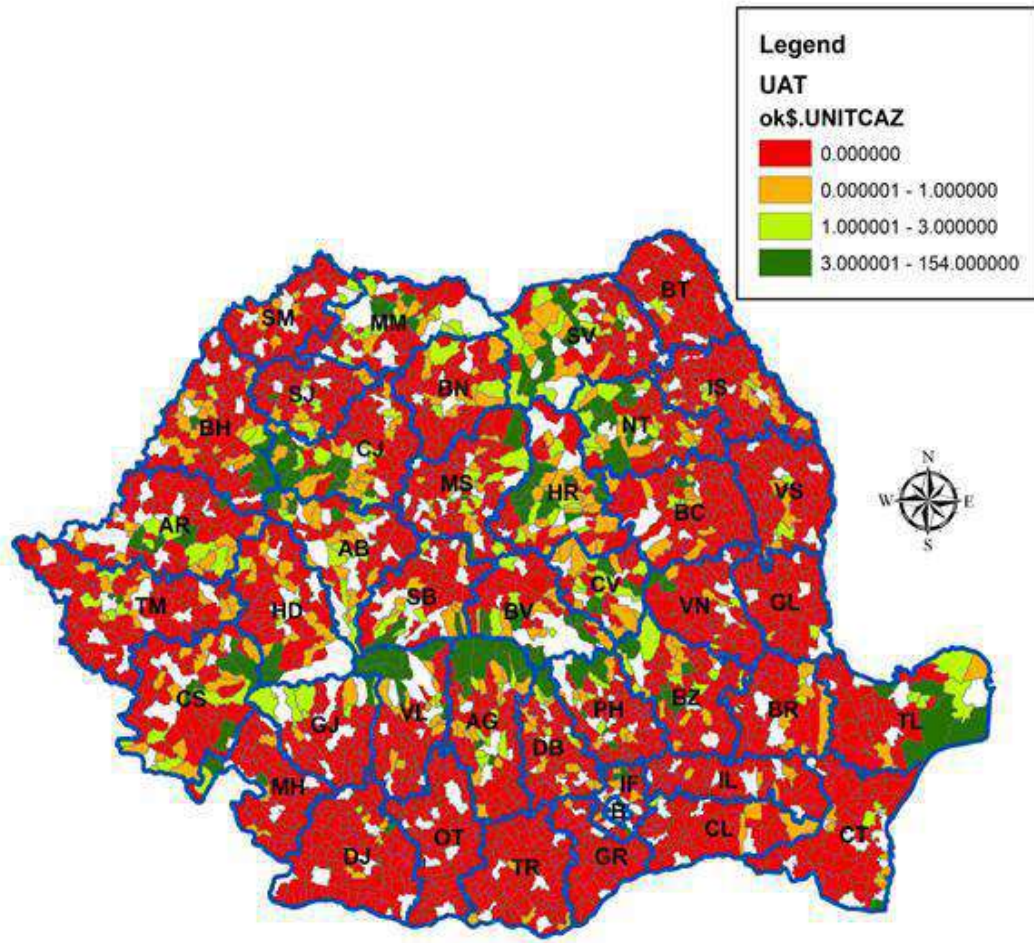 Legend
UAT
ok$.UNITCAZ
0.000000
0.000001 - 1.000000
1.000001 - 3.000000
3.000001 - 154.000000
BT
SM
MM
SV
SJ
BN
IS
BH
CJ
NT
MS
HR
VS
BC
AR
AB
CV
TM
HD
SB
BV
VN
GL
CS
GJ
VL
AG
PH
BZ
BR
TL
DB
MH
IF
IL
B
CL
CT
DJ
OT
TR
GR
N
W
E
S